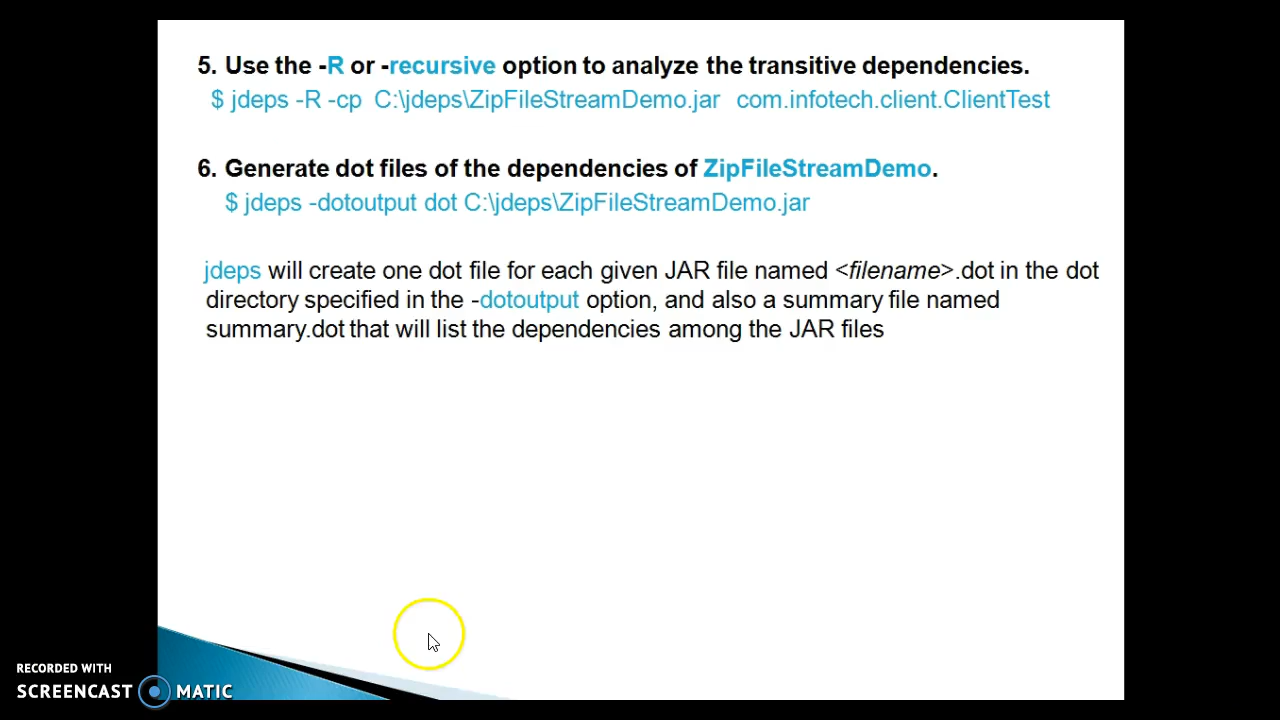 5. Use the -R or -recursive option to analyze the transitive dependencies.
$ jdeps -R -cp C:\jdeps\ZipFileStreamDemo.jar com.infotech.client.ClientTest
6. Generate dot files of the dependencies of ZipFileStreamDemo.
$ jdeps -dotoutput dot C:\jdeps\ZipFileStreamDemo.jar
jdeps will create one dot file for each given JAR file named <filename>.dot in the dot
directory specified in the -dotoutput option, and also a summary file named
summary.dot that will list the dependencies among the JAR files
RECORDED WITH
SCREENCAST MATIC